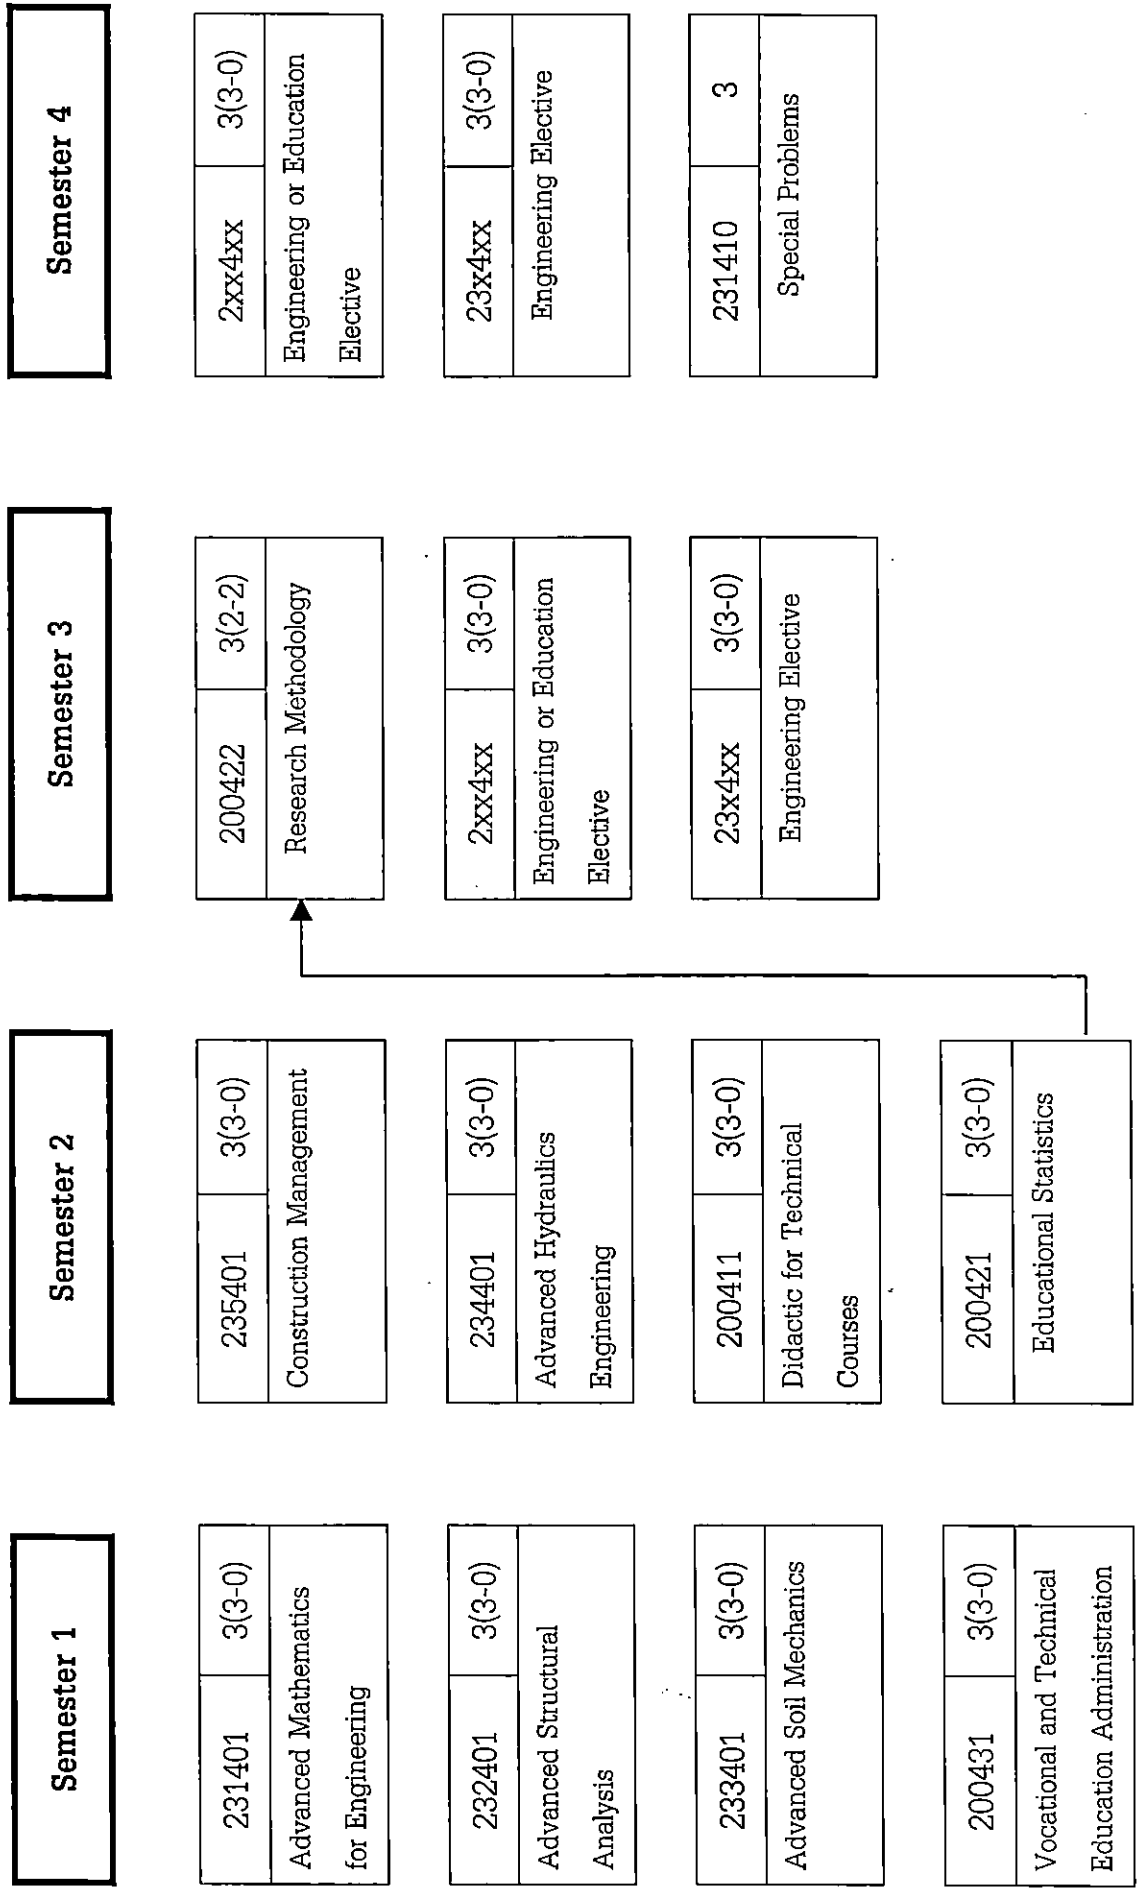 Semester 1
231401 3(3-0)
Advanced Mathematics
for Engineering
232401 3(3-0)
Advanced Structural
Analysis
233401 3(3-0)
Advanced Soil Mechanics
200431 3(3-0)
Vocational and Technical
Education Administration
Semester 2
235401 3(3-0)
Construction Management
234401 3(3-0)
Advanced Hydraulics
Engineering
200411 3(3-0)
Didactic for Technical
Courses
200421 3(3-0)
Educational Statistics
Semester 3
200422 3(2-2)
Research Methodology
2xx4xx 3(3-0)
Engineering or Education
Elective
23x4xx 3(3-0)
Engineering Elective
Semester 4
2xx4xx 3(3-0)
Engineering or Education
Elective
23x4xx 3(3-0)
Engineering Elective
231410 3
Special Problems